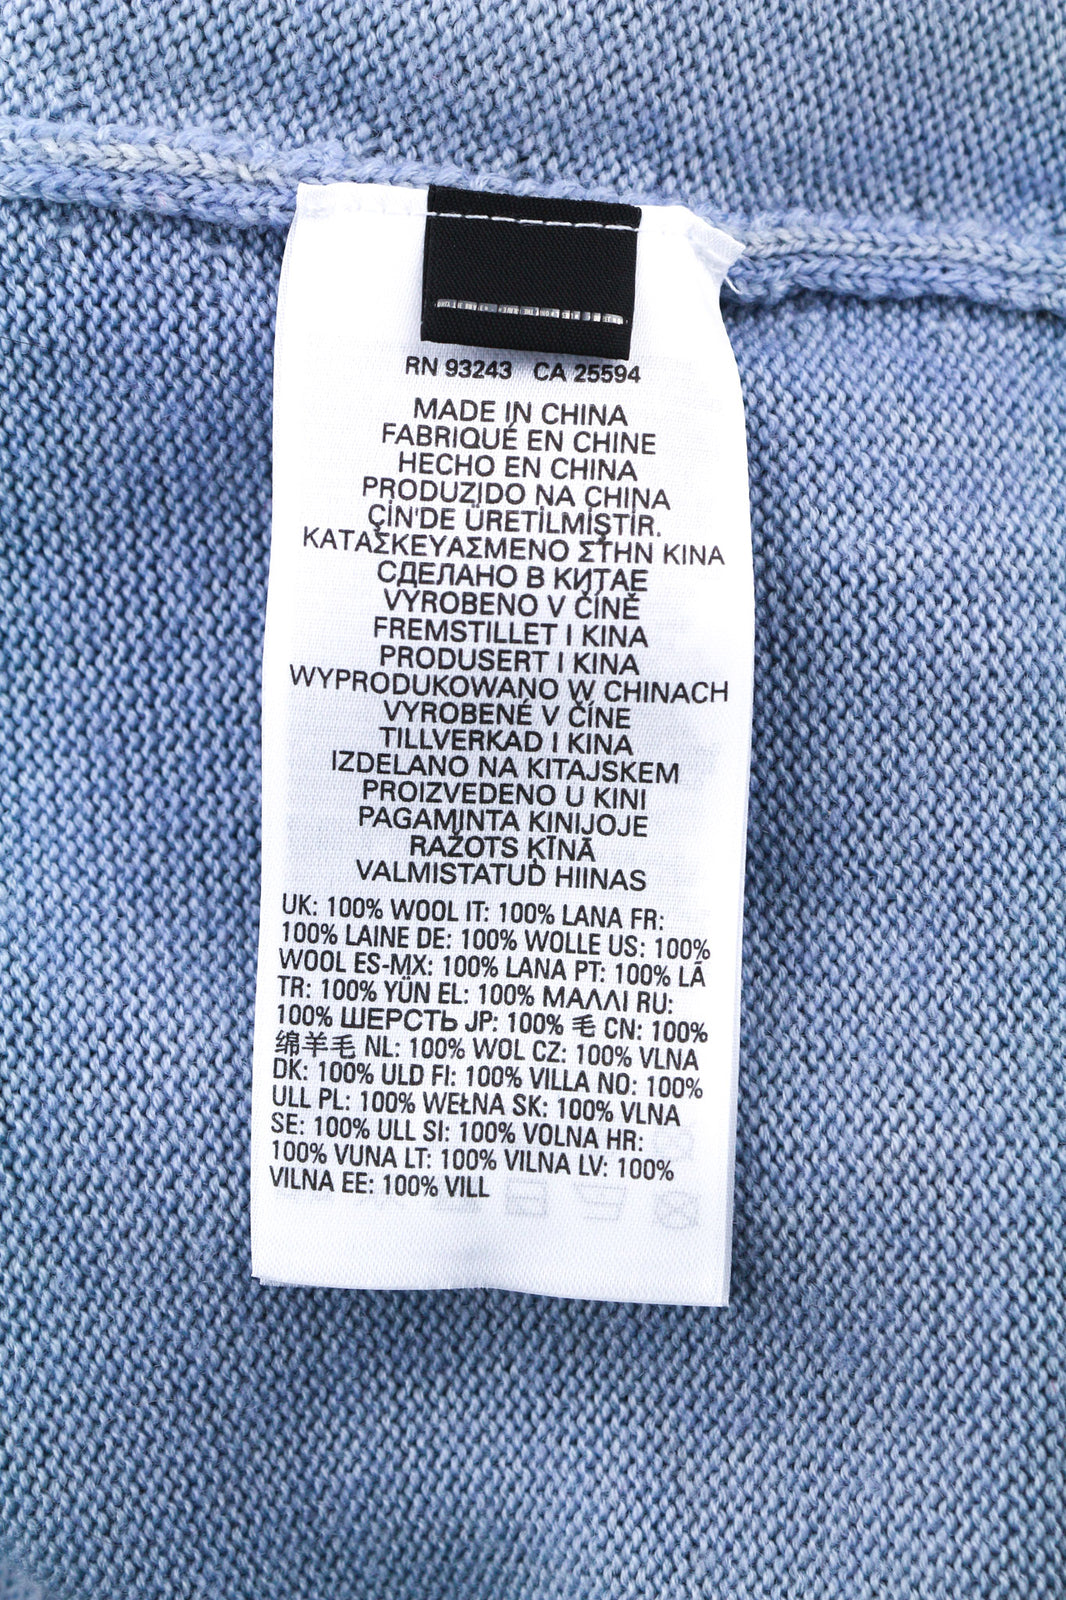 RN 93243 CA 25594
MADE IN CHINA
FABRIQUÉ EN CHINE
HECHO EN CHINA
PRODUZIDO NA CHINA
ÇİN'DE ÜRETİLMİŞTİR.
ΚΑΤΑΣΚΕΥΑΣΜΕΝΟ ΣΤΗΝ ΚΙΝΑ
СДЕЛАНО В КИТАЕ
VYROBENO V ČÍNĚ
FREMSTILLET I KINA
PRODUSERT I KINA
WYPRODUKOWANO W CHINACH
VYROBENÉ V ČÍNE
TILLVERKAD I KINA
IZDELANO NA KITAJSKEM
PROIZVEDENO U KINI
PAGAMINTA KINIJOJE
RAŽOTS ĶĪNĀ
VALMISTATUD HIINAS
UK: 100% WOOL IT: 100% LANA FR:
100% LAINE DE: 100% WOLLE US: 100%
WOOL ES-MX: 100% LANA PT: 100% LÃ
TR: 100% YÜN EL: 100% ΜΑΛΛΙ RU:
100% ШЕРСТЬ JP: 100% 毛 CN: 100%
绵羊毛 NL: 100% WOL CZ: 100% VLNA
DK: 100% ULD FI: 100% VILLA NO: 100%
ULL PL: 100% WEŁNA SK: 100% VLNA
SE: 100% ULL SI: 100% VOLNA HR:
100% VUNA LT: 100% VILNA LV: 100%
VILNA EE: 100% VILL